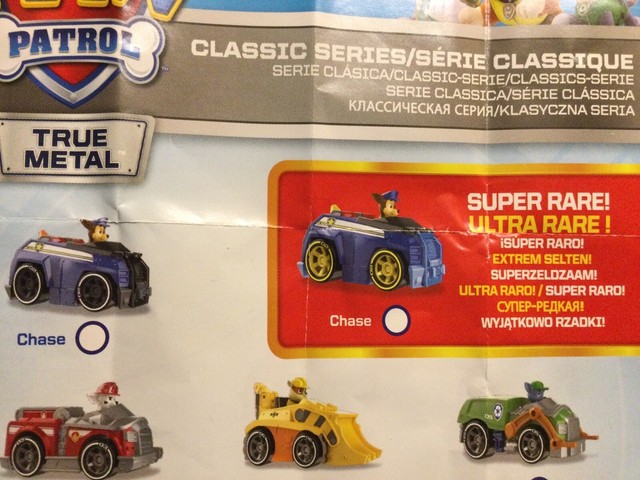 PATROL
TRUE
METAL
CLASSIC SERIES/SÉRIE CLASSIQUE
SERIE CLÁSICA/CLASSIC-SERIE/CLASSICS-SERIE
SERIE CLASSICA/SÉRIE CLÁSSICA
КЛАССИЧЕСКАЯ СЕРИЯ/KLASYCZNA SERIA
SUPER RARE!
ULTRA RARE !
¡SÚPER RARO!
EXTREM SELTEN!
SUPERZELDZAAM!
ULTRA RARO! / SUPER RARO!
СУПЕР-РЕДКАЯ!
WYJĄTKOWO RZADKI!
Chase
Chase